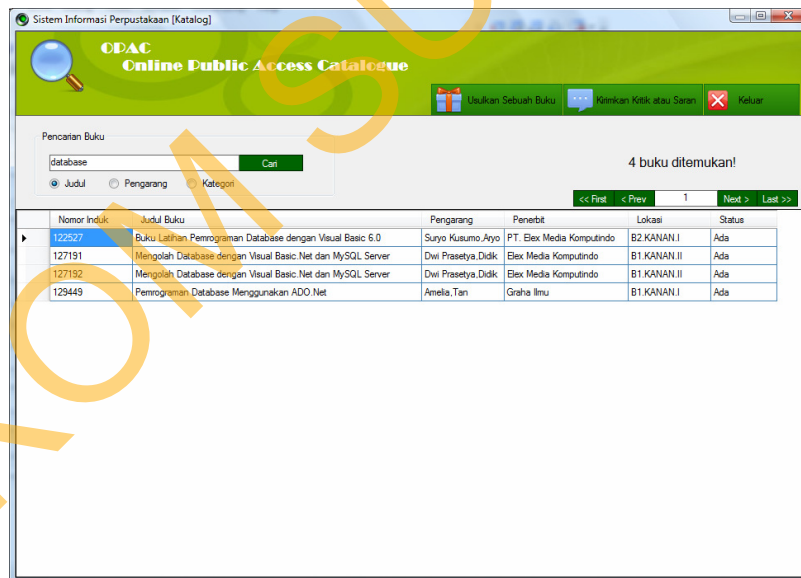 Sistem Informasi Perpustakaan [Katalog]
OPAC
Online Public Access Catalogue
Usulkan Sebuah Buku Kirimkan Kritik atau Saran Keluar
Pencarian Buku
database Cari 4 buku ditemukan!
Judul Pengarang Kategori
<< First < Prev 1 Next > Last >>
Nomor Induk Judul Buku Pengarang Penerbit Lokasi Status
122527 Buku Latihan Pemrograman Database dengan Visual Basic 6.0 Suryo Kusumo,Aryo PT. Elex Media Komputindo B2.KANAN.I Ada
127191 Mengolah Database dengan Visual Basic.Net dan MySQL Server Dwi Prasetya,Didik Elex Media Komputindo B1.KANAN.II Ada
127192 Mengolah Database dengan Visual Basic.Net dan MySQL Server Dwi Prasetya,Didik Elex Media Komputindo B1.KANAN.II Ada
129449 Pemrograman Database Menggunakan ADO.Net Amelia,Tan Graha Ilmu B1.KANAN.I Ada
KOM SU